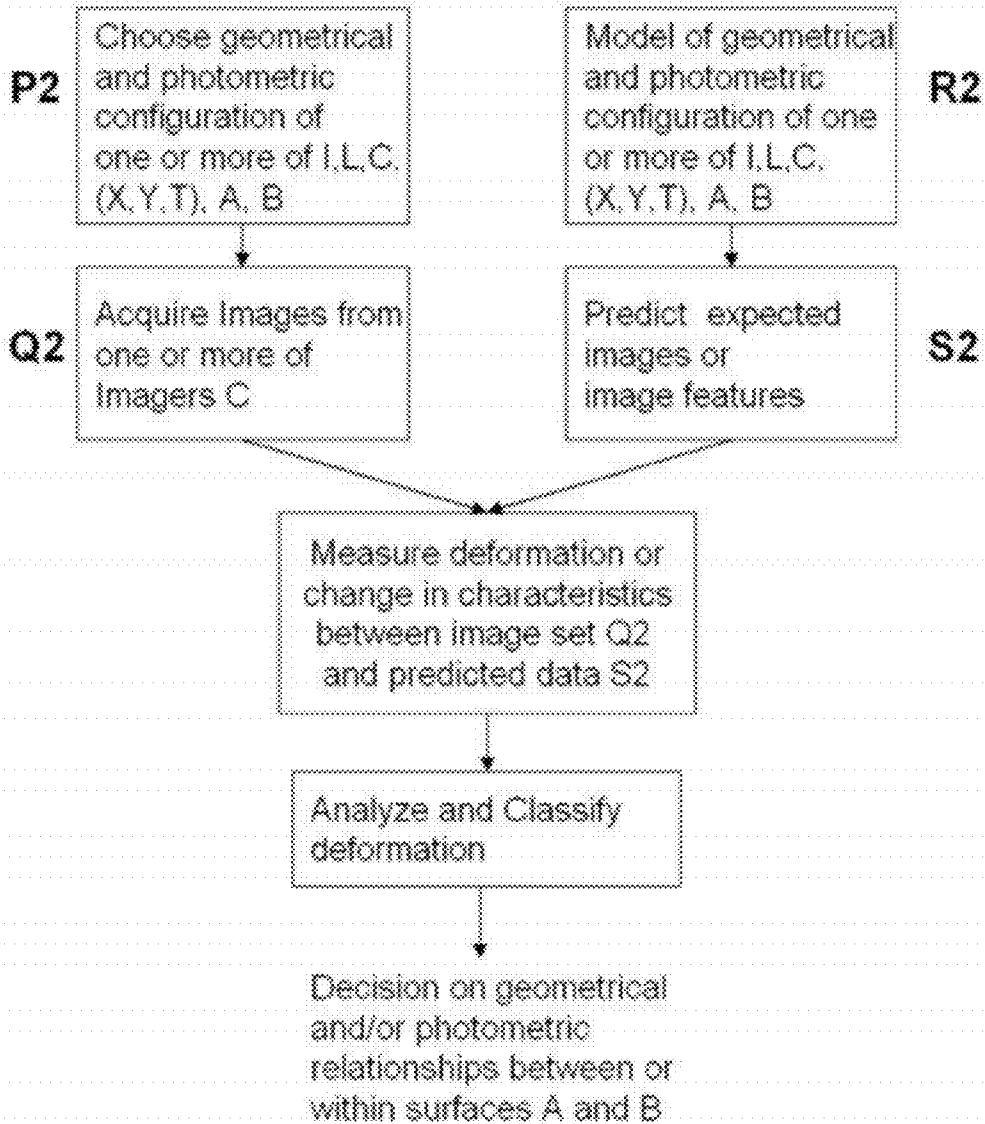 P2
Choose geometrical
and photometric
configuration of
one or more of I,L,C,
(X,Y,T), A, B
Model of geometrical
and photometric
configuration of one
or more of I,L,C,
(X,Y,T), A, B
R2
Q2
Acquire Images from
one or more of
Imagers C
Predict expected
images or
image features
S2
Measure deformation or
change in characteristics
between image set Q2
and predicted data S2
Analyze and Classify
deformation
Decision on geometrical
and/or photometric
relationships between or
within surfaces A and B